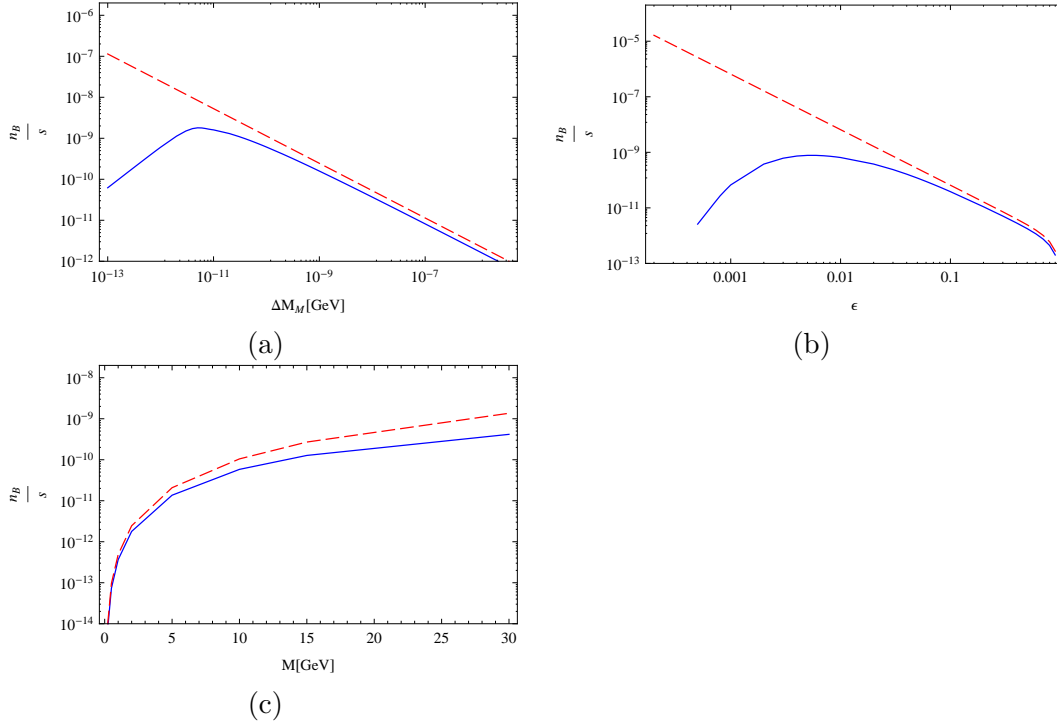 10⁻⁶
10⁻⁷
10⁻⁸
10⁻⁹
10⁻¹⁰
10⁻¹¹
10⁻¹²
n_B
s
10⁻¹³ 10⁻¹¹ 10⁻⁹ 10⁻⁷
ΔM_M[GeV]
(a)
10⁻⁵
10⁻⁷
10⁻⁹
10⁻¹¹
10⁻¹³
n_B
s
0.001 0.01 0.1
ϵ
(b)
10⁻⁸
10⁻⁹
10⁻¹⁰
10⁻¹¹
10⁻¹²
10⁻¹³
10⁻¹⁴
n_B
s
0 5 10 15 20 25 30
M[GeV]
(c)